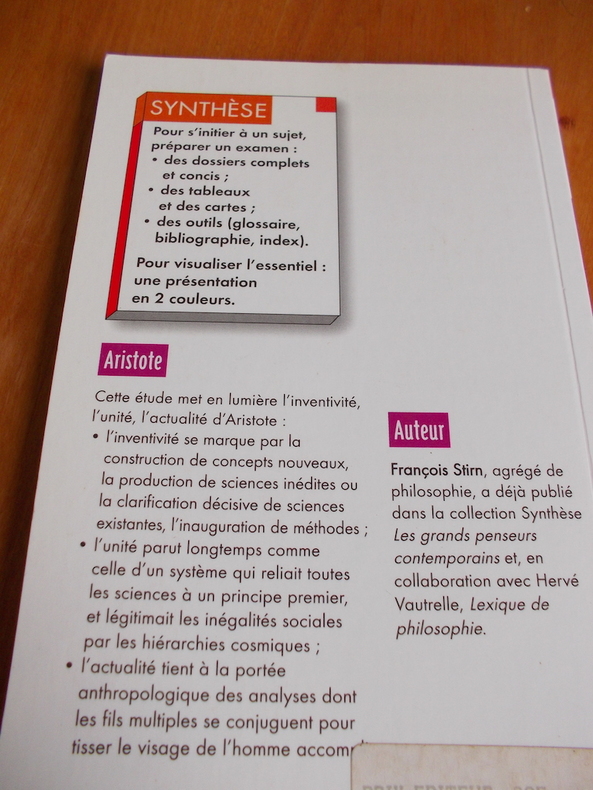 SYNTHÈSE
Pour s'initier à un sujet,
préparer un examen :
• des dossiers complets
et concis ;
• des tableaux
et des cartes ;
• des outils (glossaire,
bibliographie, index).
Pour visualiser l'essentiel :
une présentation
en 2 couleurs.
Aristote
Cette étude met en lumière l'inventivité,
l'unité, l'actualité d'Aristote :
• l'inventivité se marque par la
construction de concepts nouveaux,
la production de sciences inédites ou
la clarification décisive de sciences
existantes, l'inauguration de méthodes ;
• l'unité parut longtemps comme
celle d'un système qui reliait toutes
les sciences à un principe premier,
et légitimait les inégalités sociales
par les hiérarchies cosmiques ;
• l'actualité tient à la portée
anthropologique des analyses dont
les fils multiples se conjuguent pour
tisser le visage de l'homme
Auteur
François Stirn, agrégé de
philosophie, a déjà publié
dans la collection Synthèse
Les grands penseurs
contemporains et, en
collaboration avec Hervé
Vautrelle, Lexique de
philosophie.